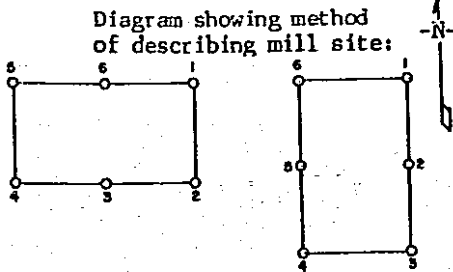 Diagram showing method
of describing mill site:
-N-
5 6 1
4 3 2
6 1
5 2
4 3